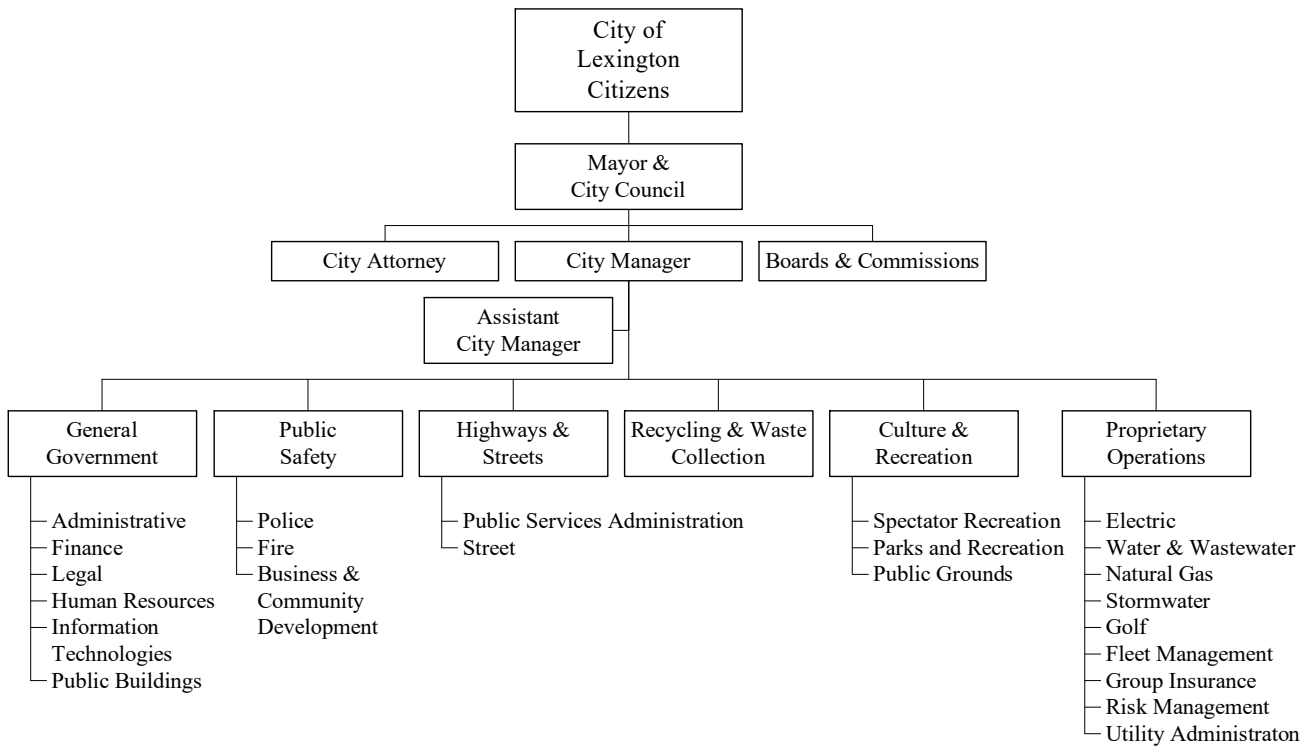 City of
Lexington
Citizens
Mayor &
City Council
City Attorney
City Manager
Boards & Commissions
Assistant
City Manager
General
Government
Public
Safety
Highways &
Streets
Recycling & Waste
Collection
Culture &
Recreation
Proprietary
Operations
Administrative
Finance
Legal
Human Resources
Information
Technologies
Public Buildings
Police
Fire
Business &
Community
Development
Public Services Administration
Street
Spectator Recreation
Parks and Recreation
Public Grounds
Electric
Water & Wastewater
Natural Gas
Stormwater
Golf
Fleet Management
Group Insurance
Risk Management
Utility Administraton